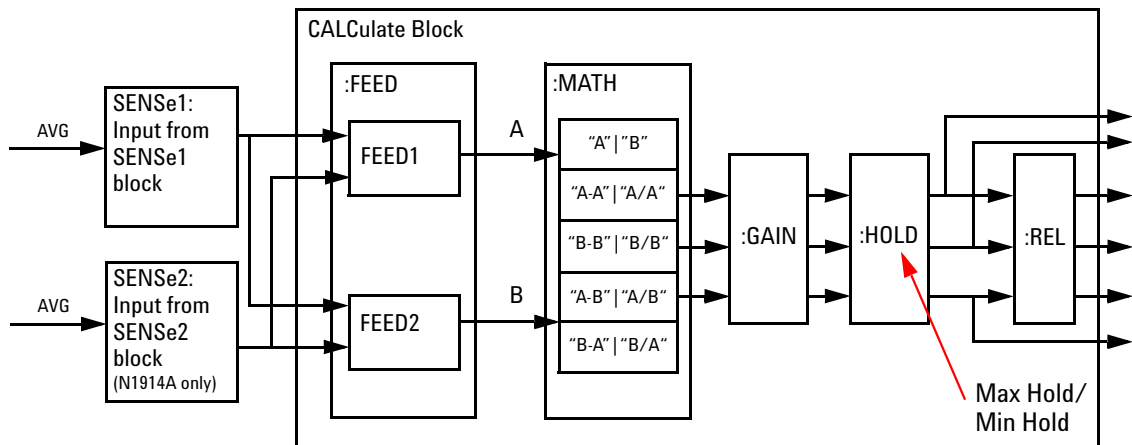 CALCulate Block
AVG
SENSe1:
Input from
SENSe1
block
AVG
SENSe2:
Input from
SENSe2
block
(N1914A only)
:FEED
FEED1
FEED2
A
B
:MATH
“A”|”B”
“A-A”|“A/A“
“B-B”|“B/B“
“A-B”|“A/B“
“B-A”|“B/A“
:GAIN
:HOLD
:REL
Max Hold/
Min Hold